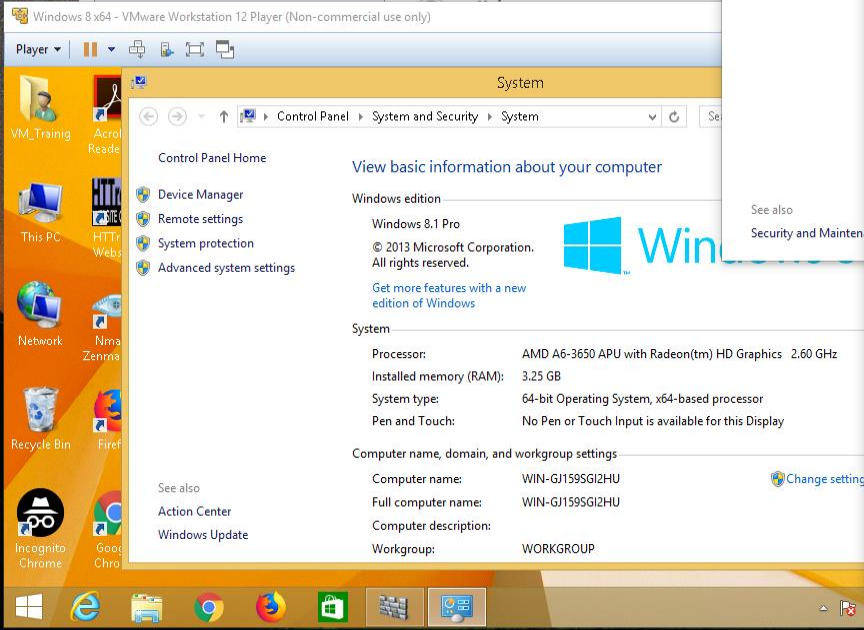 Windows 8 x64 - VMware Workstation 12 Player (Non-commercial use only)
Player
System
Control Panel System and Security System
Control Panel Home
Device Manager
Remote settings
System protection
Advanced system settings
See also
Action Center
Windows Update
View basic information about your computer
Windows edition
Windows 8.1 Pro
© 2013 Microsoft Corporation.
All rights reserved.
Get more features with a new
edition of Windows
System
Processor: AMD A6-3650 APU with Radeon(tm) HD Graphics 2.60 GHz
Installed memory (RAM): 3.25 GB
System type: 64-bit Operating System, x64-based processor
Pen and Touch: No Pen or Touch Input is available for this Display
Computer name, domain, and workgroup settings
Computer name: WIN-GJ159SGI2HU
Change setting
Full computer name: WIN-GJ159SGI2HU
Computer description:
Workgroup: WORKGROUP
See also
Security and Mainten
VM_Trainig
Acrol
Reade
This PC
HTTr
Webs
Network
Nma
Zenma
Recycle Bin
Firef
Incognito
Chrome
Goog
Chro